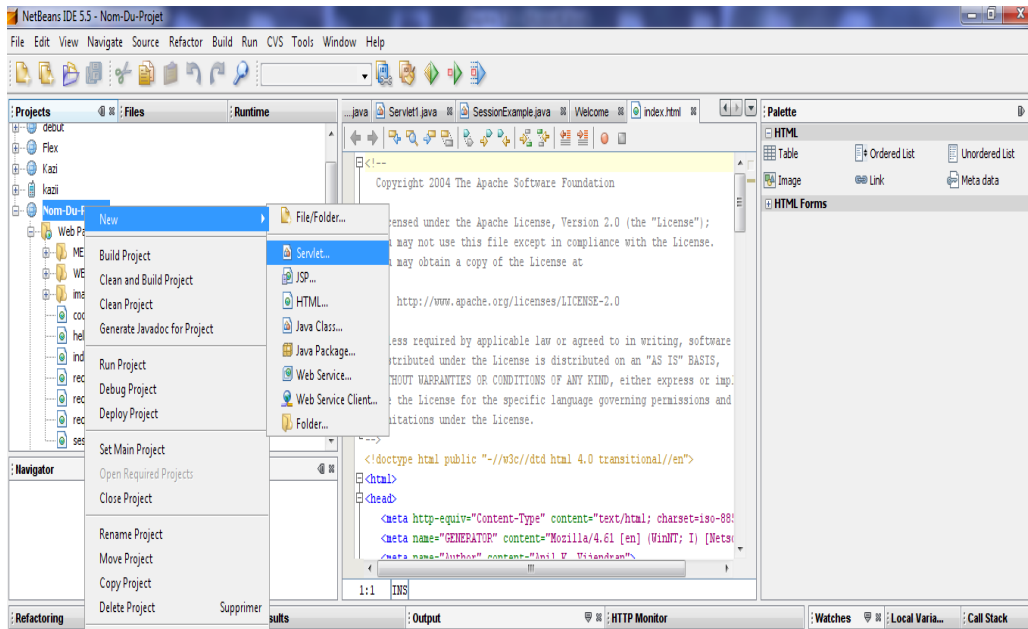 NetBeans IDE 5.5 - Nom-Du-Projet
File Edit View Navigate Source Refactor Build Run CVS Tools Window Help
Projects
Files
Runtime
...java
Servlet1.java
SessionExample.java
Welcome
index.html
Palette
debut
Flex
Kazi
kazii
Nom-Du-P
Web Pa
ME
WE
ima
coo
hel
ind
rec
rec
rec
ses
New
Build Project
Clean and Build Project
Clean Project
Generate Javadoc for Project
Run Project
Debug Project
Deploy Project
Set Main Project
Open Required Projects
Close Project
Rename Project
Move Project
Copy Project
Delete Project Supprimer
File/Folder...
Servlet...
JSP...
HTML...
Java Class...
Java Package...
Web Service...
Web Service Client...
Folder...
<!--
Copyright 2004 The Apache Software Foundation
ensed under the Apache License, Version 2.0 (the "License");
may not use this file except in compliance with the License.
may obtain a copy of the License at
http://www.apache.org/licenses/LICENSE-2.0
ess required by applicable law or agreed to in writing, software
tributed under the License is distributed on an "AS IS" BASIS,
THOUT WARRANTIES OR CONDITIONS OF ANY KIND, either express or impl
the License for the specific language governing permissions and
itations under the License.
-->
<!doctype html public "-//w3c//dtd html 4.0 transitional//en">
<html>
<head>
<meta http-equiv="Content-Type" content="text/html; charset=iso-885
<meta name="GENERATOR" content="Mozilla/4.61 [en] (WinNT; I) [Netsc
<meta name="Author" content="Anil K. Vijendran">
1:1 INS
HTML
Table
Ordered List
Unordered List
Image
Link
Meta data
HTML Forms
Navigator
Refactoring
sults
Output
HTTP Monitor
Watches
Local Varia...
Call Stack